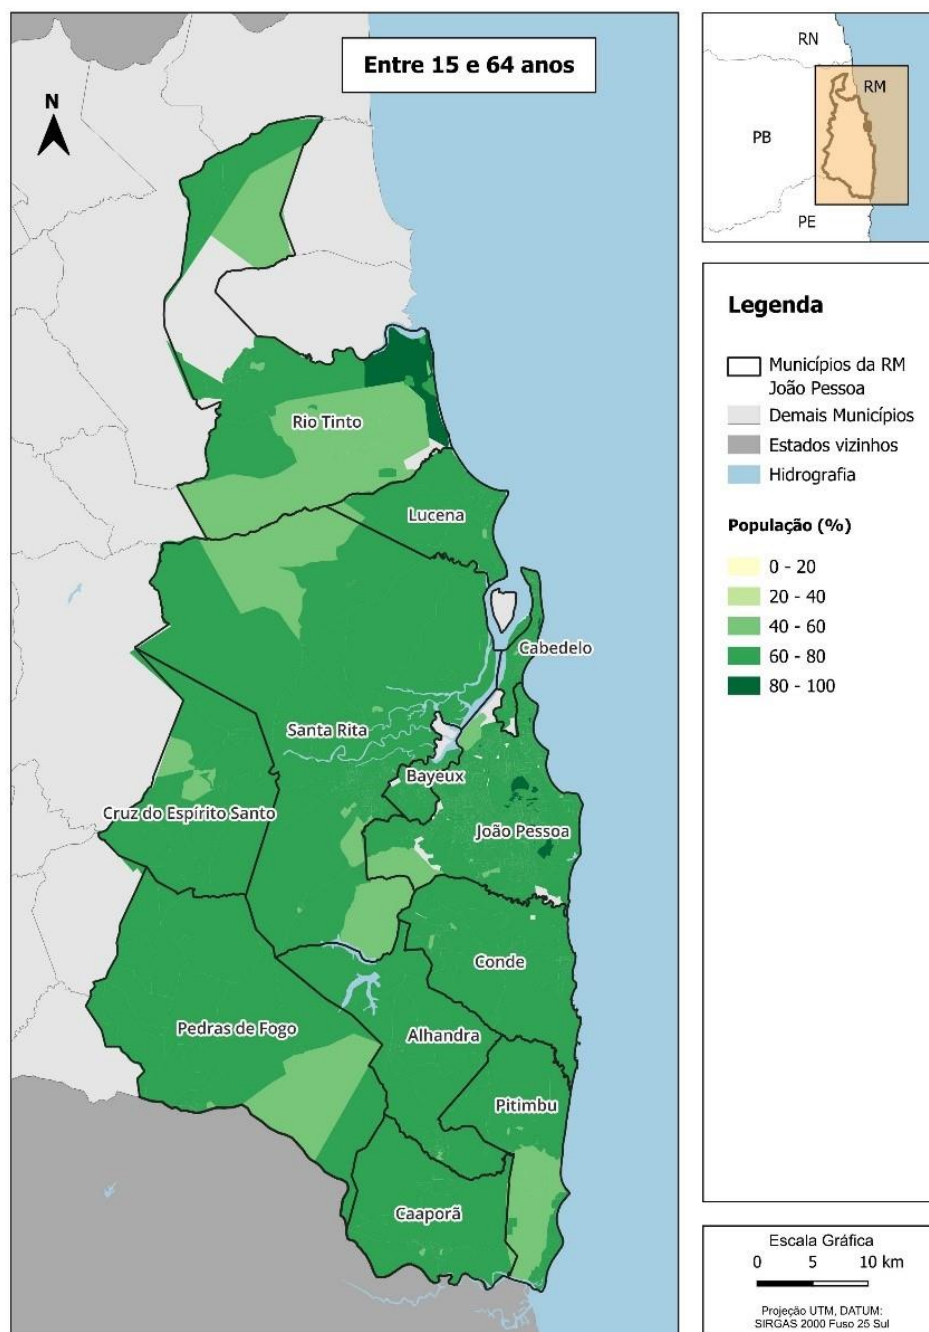 Entre 15 e 64 anos
N
Rio Tinto
Lucena
Cabedelo
Santa Rita
Bayeux
Cruz do Espírito Santo
João Pessoa
Conde
Pedras de Fogo
Alhandra
Pitimbu
Caaporã
RN
RM
PB
PE
Legenda
Municípios da RM
João Pessoa
Demais Municípios
Estados vizinhos
Hidrografia
População (%)
0 - 20
20 - 40
40 - 60
60 - 80
80 - 100
Escala Gráfica
0 5 10 km
Projeção UTM, DATUM:
SIRGAS 2000 Fuso 25 Sul